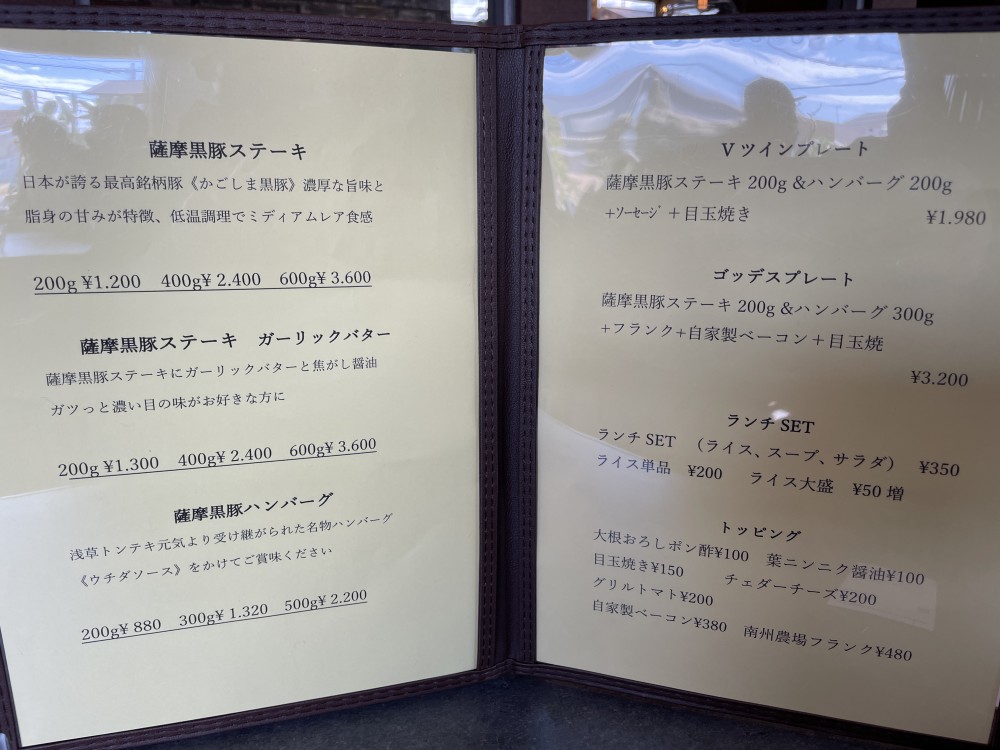 薩摩黒豚ステーキ
日本が誇る最高銘柄豚《かごしま黒豚》濃厚な旨味と
脂身の甘みが特徴、低温調理でミディアムレア食感
200g ¥1.200 400g¥ 2.400 600g¥ 3.600
薩摩黒豚ステーキ ガーリックバター
薩摩黒豚ステーキにガーリックバターと焦がし醤油
ガツっと濃い目の味がお好きな方に
200g ¥1.300 400g¥ 2.400 600g¥ 3.600
薩摩黒豚ハンバーグ
浅草トンテキ元気より受け継がられた名物ハンバーグ
《ウチダソース》をかけてご賞味ください
200g¥ 880 300g¥ 1.320 500g¥ 2.200
Vツインプレート
薩摩黒豚ステーキ 200g &ハンバーグ 200g
+ソーセージ +目玉焼き ¥1.980
ゴッデスプレート
薩摩黒豚ステーキ 200g &ハンバーグ 300g
+フランク+自家製ベーコン+目玉焼
¥3.200
ランチ SET
ランチ SET (ライス、スープ、サラダ) ¥350
ライス単品 ¥200 ライス大盛 ¥50 増
トッピング
大根おろしポン酢¥100 葉ニンニク醤油¥100
目玉焼き¥150 チェダーチーズ¥200
グリルトマト¥200
自家製ベーコン¥380 南州農場フランク¥480